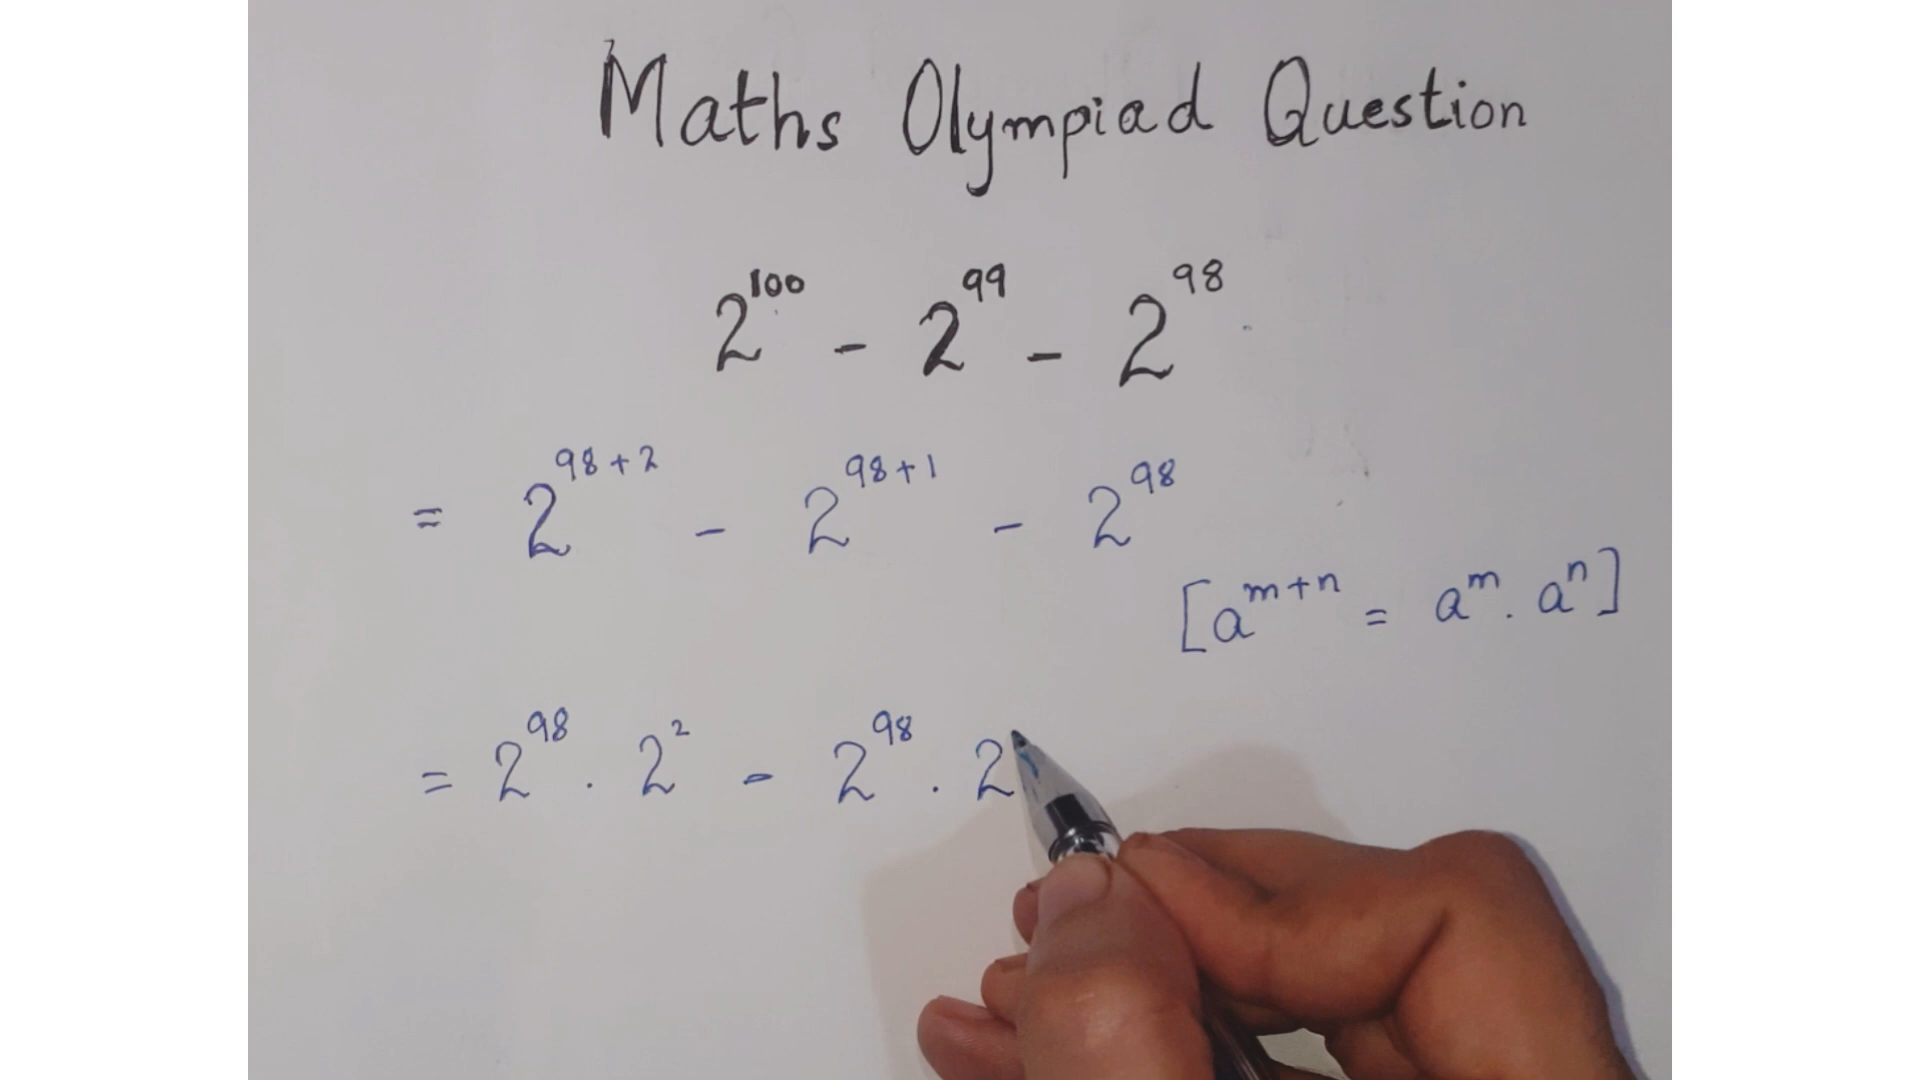 Maths Olympiad Question
2^100 - 2^99 - 2^98
= 2^98+2 - 2^98+1 - 2^98
[a^m+n = a^m . a^n]
= 2^98 . 2^2 - 2^98 . 2